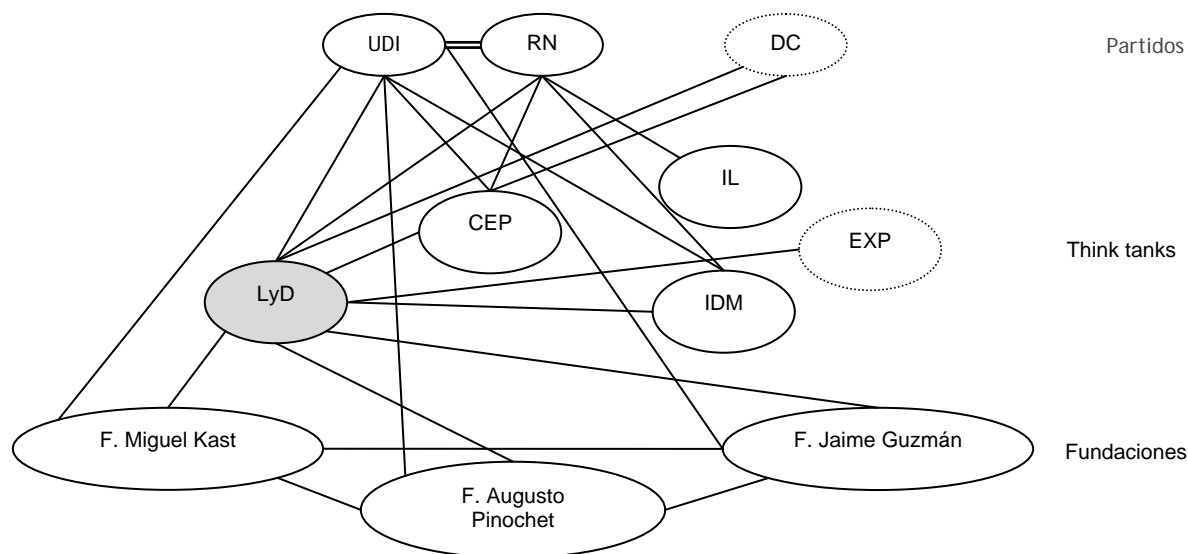 UDI
RN
DC
Partidos
IL
CEP
EXP
Think tanks
LyD
IDM
F. Miguel Kast
F. Jaime Guzmán
Fundaciones
F. Augusto
Pinochet